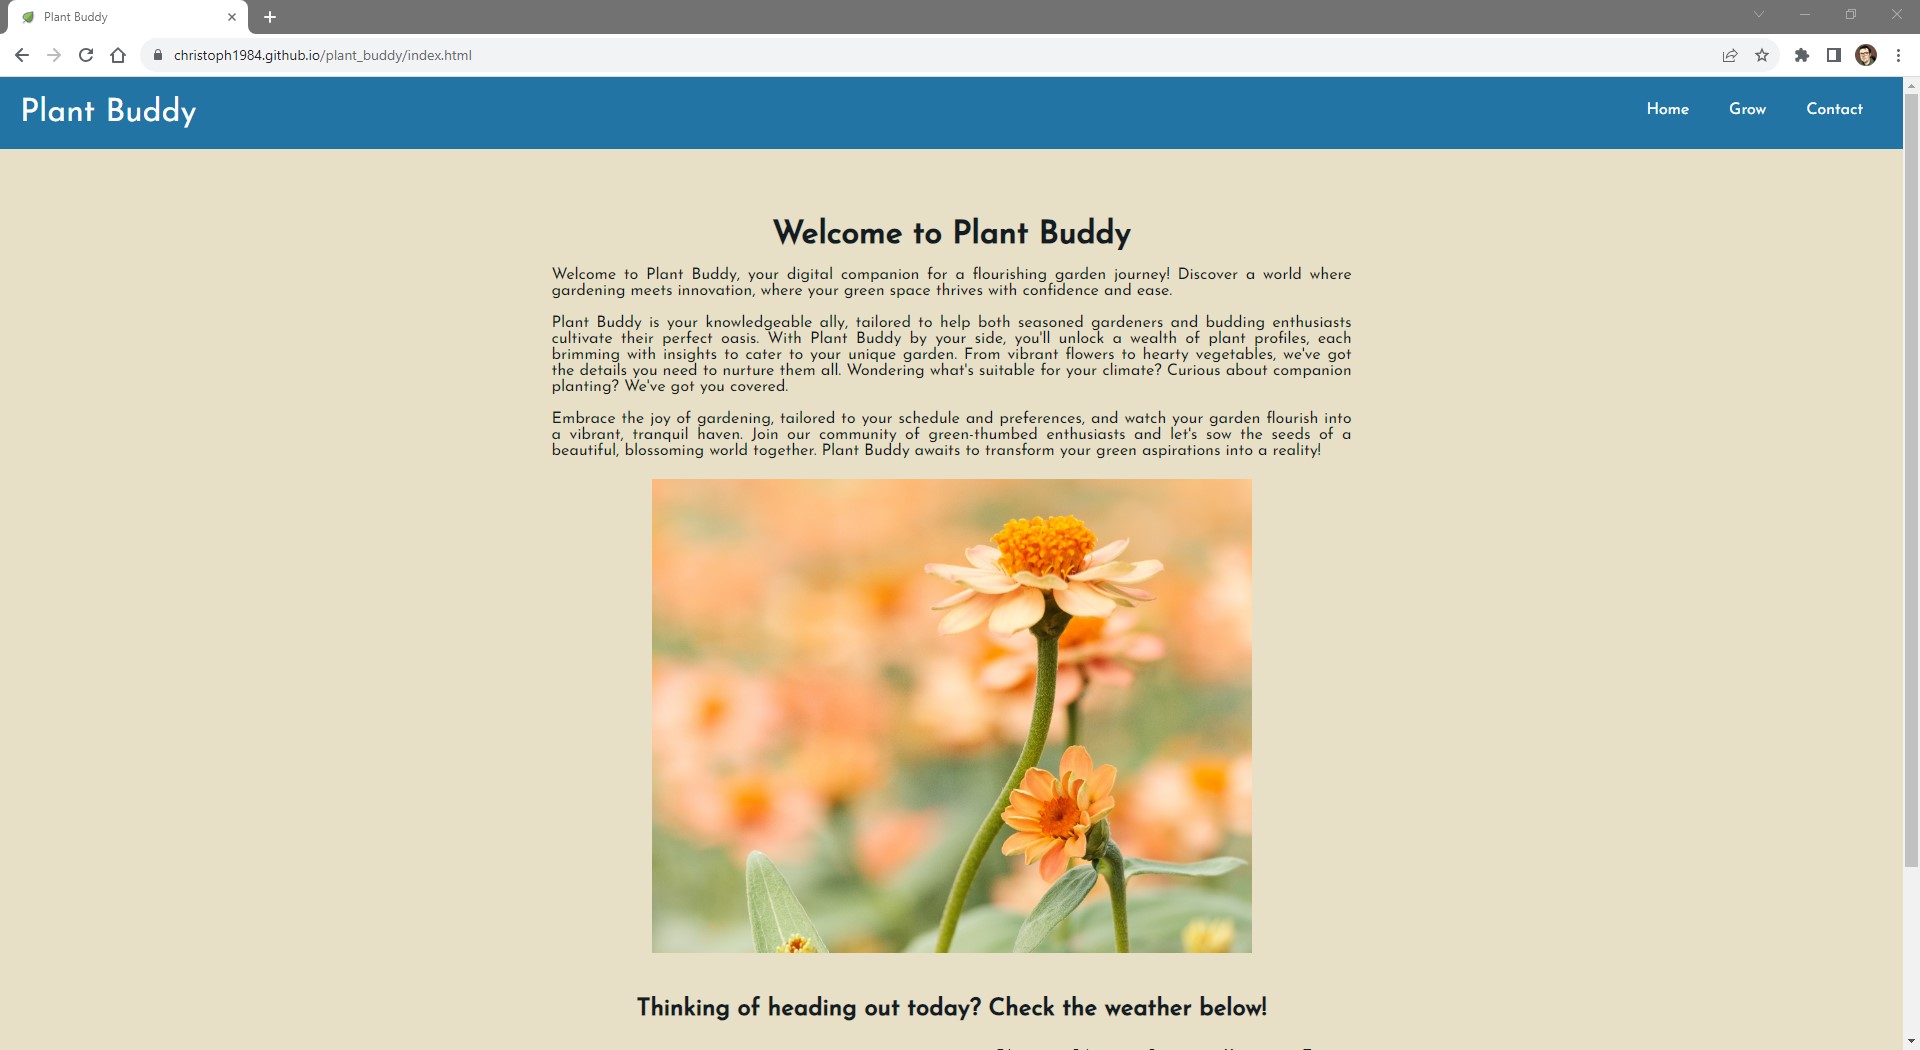 Plant Buddy
christoph1984.github.io/plant_buddy/index.html
Plant Buddy
Home Grow Contact
Welcome to Plant Buddy
Welcome to Plant Buddy, your digital companion for a flourishing garden journey! Discover a world where
gardening meets innovation, where your green space thrives with confidence and ease.
Plant Buddy is your knowledgeable ally, tailored to help both seasoned gardeners and budding enthusiasts
cultivate their perfect oasis. With Plant Buddy by your side, you'll unlock a wealth of plant profiles, each
brimming with insights to cater to your unique garden. From vibrant flowers to hearty vegetables, we've got
the details you need to nurture them all. Wondering what's suitable for your climate? Curious about companion
planting? We've got you covered.
Embrace the joy of gardening, tailored to your schedule and preferences, and watch your garden flourish into
a vibrant, tranquil haven. Join our community of green-thumbed enthusiasts and let's sow the seeds of a
beautiful, blossoming world together. Plant Buddy awaits to transform your green aspirations into a reality!
Thinking of heading out today? Check the weather below!